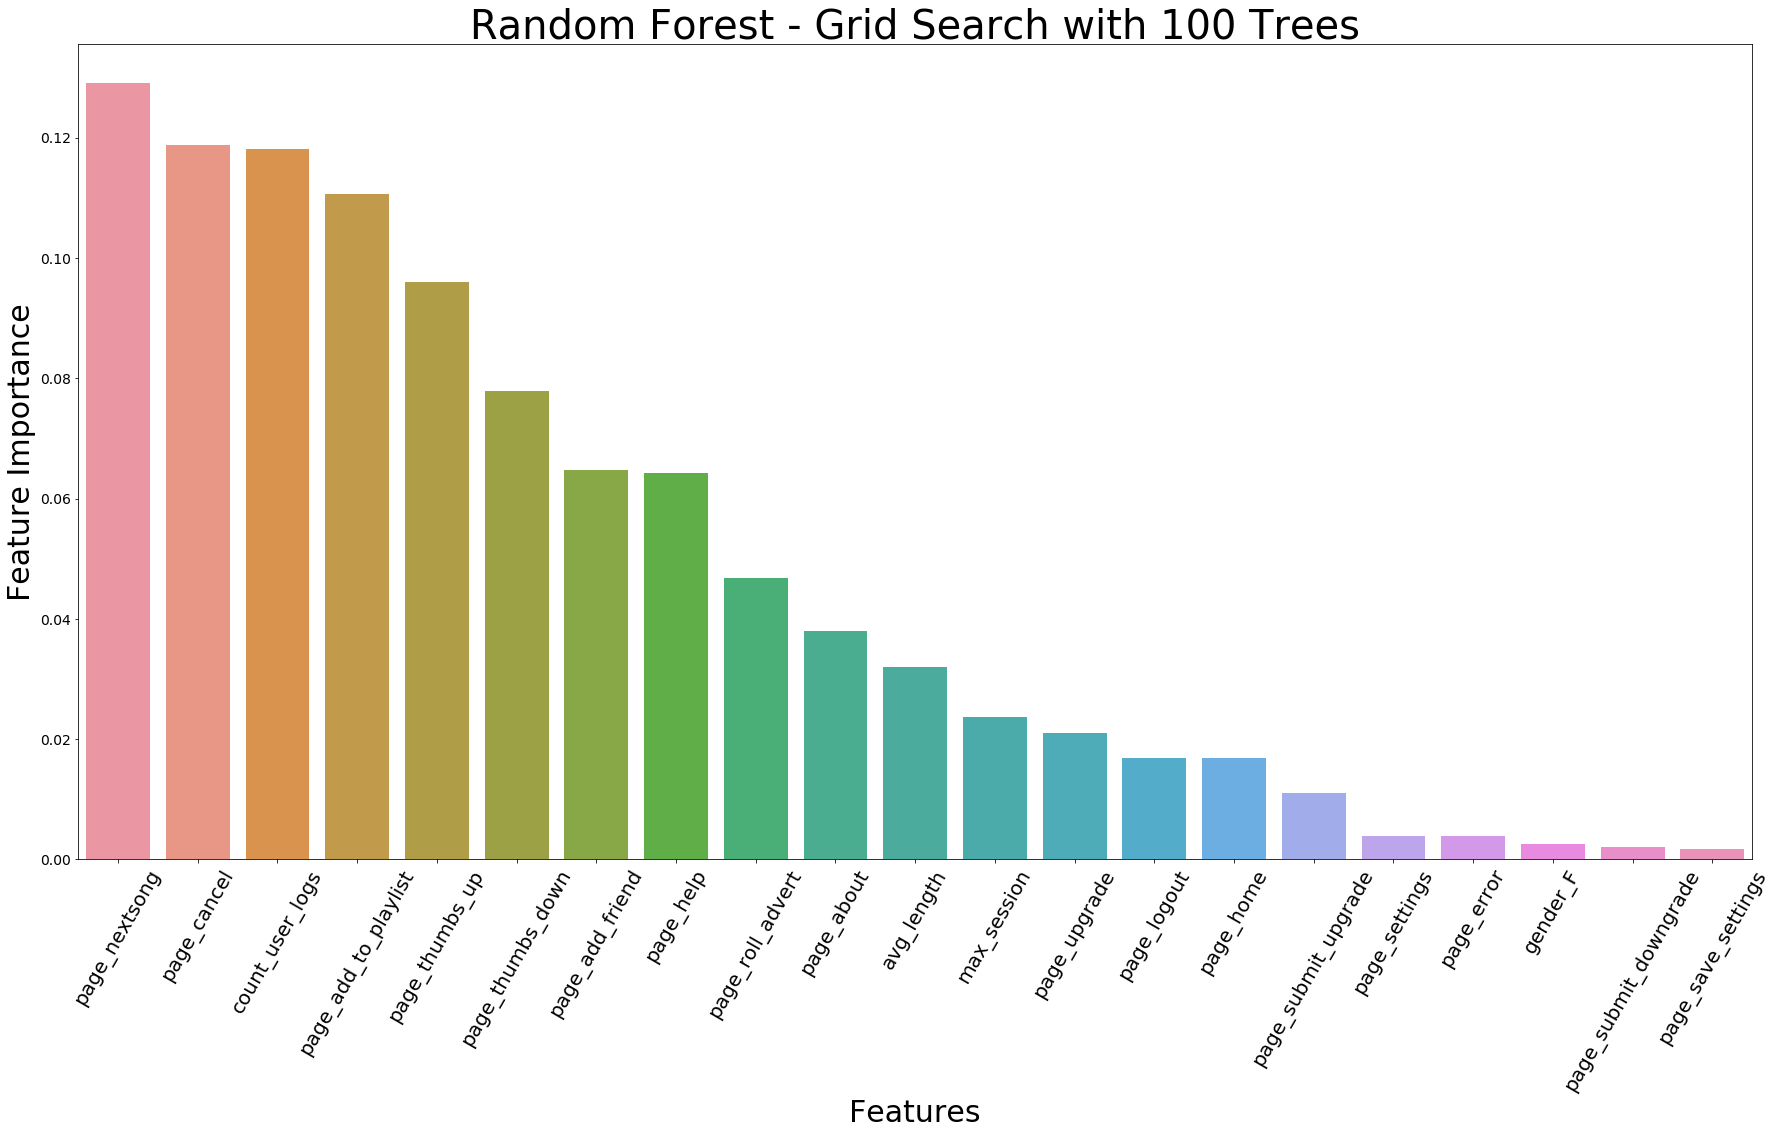 Random Forest - Grid Search with 100 Trees
Feature Importance
0.12
0.10
0.08
0.06
0.04
0.02
0.00
page_nextsong
page_cancel
count_user_logs
page_add_to_playlist
page_thumbs_up
page_thumbs_down
page_add_friend
page_help
page_roll_advert
page_about
avg_length
max_session
page_upgrade
page_logout
page_home
page_submit_upgrade
page_settings
page_error
gender_F
page_submit_downgrade
page_save_settings
Features